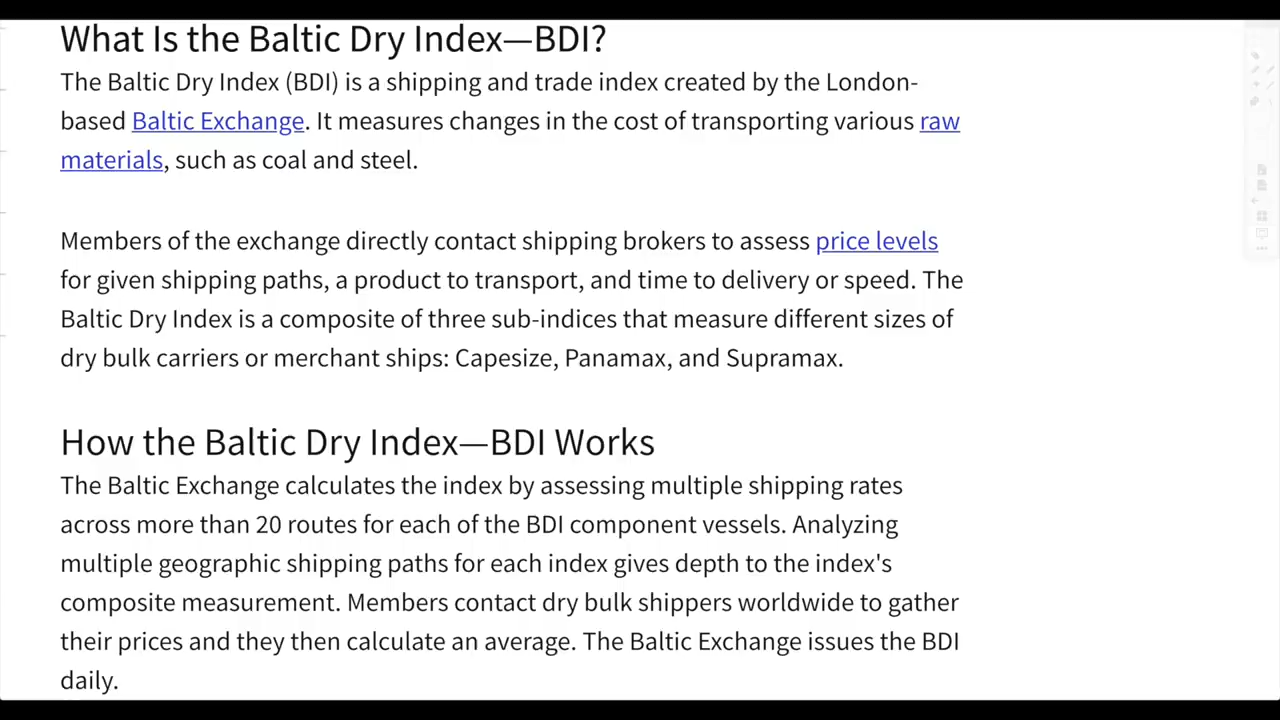 What Is the Baltic Dry Index—BDI?
The Baltic Dry Index (BDI) is a shipping and trade index created by the London-
based Baltic Exchange. It measures changes in the cost of transporting various raw
materials, such as coal and steel.
Members of the exchange directly contact shipping brokers to assess price levels
for given shipping paths, a product to transport, and time to delivery or speed. The
Baltic Dry Index is a composite of three sub-indices that measure different sizes of
dry bulk carriers or merchant ships: Capesize, Panamax, and Supramax.
How the Baltic Dry Index—BDI Works
The Baltic Exchange calculates the index by assessing multiple shipping rates
across more than 20 routes for each of the BDI component vessels. Analyzing
multiple geographic shipping paths for each index gives depth to the index's
composite measurement. Members contact dry bulk shippers worldwide to gather
their prices and they then calculate an average. The Baltic Exchange issues the BDI
daily.